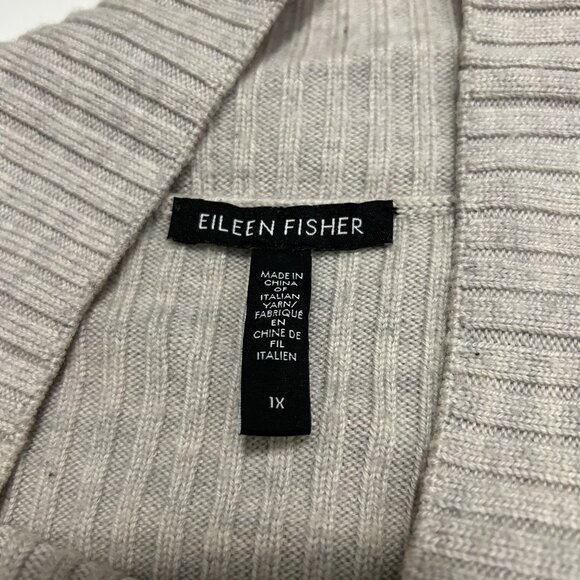 EILEEN FISHER
MADE IN
CHINA
OF
ITALIAN
YARN/
FABRIQUÉ
EN
CHINE DE
FIL
ITALIEN
1X